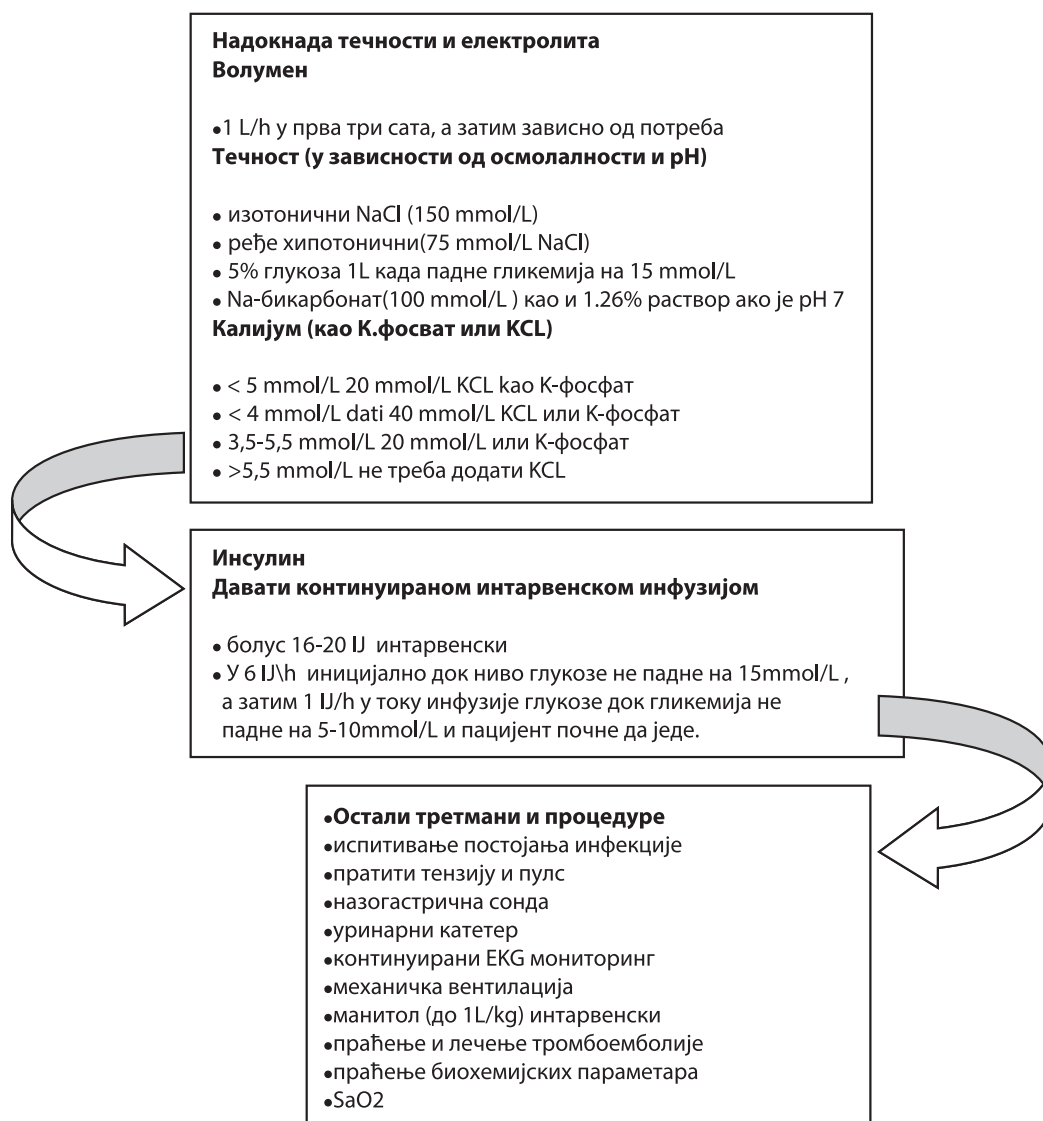 Надокнада течности и електролита
Волумен
•1 L/h у прва три сата, а затим зависно од потреба
Течност (у зависности од осмолалности и pH)
• изотонични NaCl (150 mmol/L)
• ређе хипотонични(75 mmol/L NaCl)
• 5% глукоза 1L када падне гликемија на 15 mmol/L
• Na-бикарбонат(100 mmol/L ) као и 1.26% раствор ако је pH 7
Калијум (као К.фосват или KCL)
• < 5 mmol/L 20 mmol/L KCL као К-фосфат
• < 4 mmol/L dati 40 mmol/L KCL или К-фосфат
• 3,5-5,5 mmol/L 20 mmol/L или К-фосфат
• >5,5 mmol/L не треба додати KCL
Инсулин
Давати континуираном интарвенском инфузијом
• болус 16-20 IJ интарвенски
• У 6 IJ\h иницијално док ниво глукозе не падне на 15mmol/L ,
а затим 1 IJ/h у току инфузије глукозе док гликемија не
падне на 5-10mmol/L и пацијент почне да једе.
•Остали третмани и процедуре
•испитивање постојања инфекције
•пратити тензију и пулс
•назогастрична сонда
•уринарни катетер
•континуирани EKG мониторинг
•механичка вентилација
•манитол (до 1L/kg) интарвенски
•праћење и лечење тромбоемболије
•праћење биохемијских параметара
•SaO2